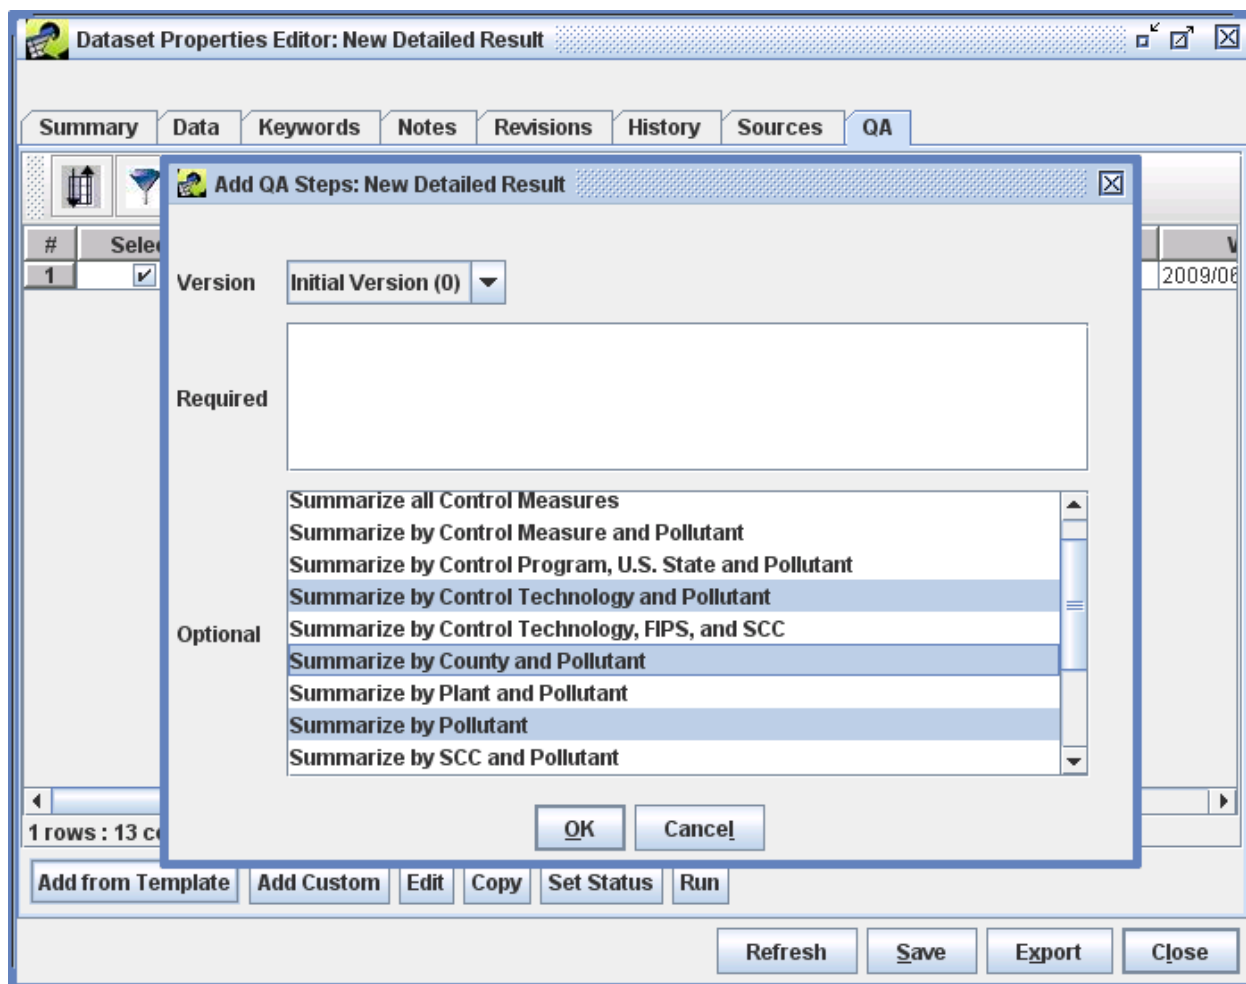 Dataset Properties Editor: New Detailed Result
Summary Data Keywords Notes Revisions History Sources QA
Add QA Steps: New Detailed Result
#
1 2009/06
Version Initial Version (0)
Required
Summarize all Control Measures
Summarize by Control Measure and Pollutant
Summarize by Control Program, U.S. State and Pollutant
Summarize by Control Technology and Pollutant
Optional
Summarize by Control Technology, FIPS, and SCC
Summarize by County and Pollutant
Summarize by Plant and Pollutant
Summarize by Pollutant
Summarize by SCC and Pollutant
OK Cancel
1 rows : 13
Add from Template Add Custom Edit Copy Set Status Run
Refresh Save Export Close